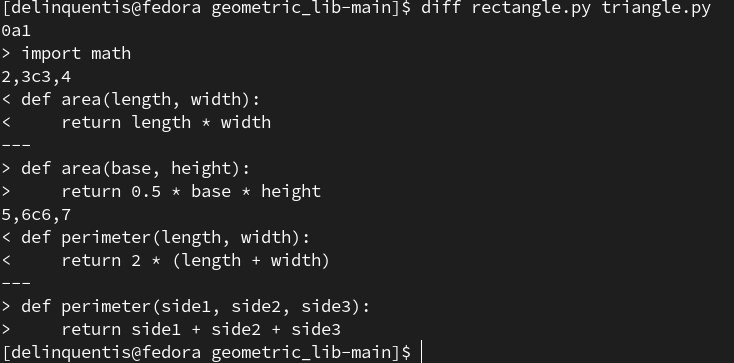 [delinquentis@fedora geometric_lib-main]$ diff rectangle.py triangle.py
0a1
> import math
2,3c3,4
< def area(length, width):
<     return length * width
---
> def area(base, height):
>     return 0.5 * base * height
5,6c6,7
< def perimeter(length, width):
<     return 2 * (length + width)
---
> def perimeter(side1, side2, side3):
>     return side1 + side2 + side3
[delinquentis@fedora geometric_lib-main]$